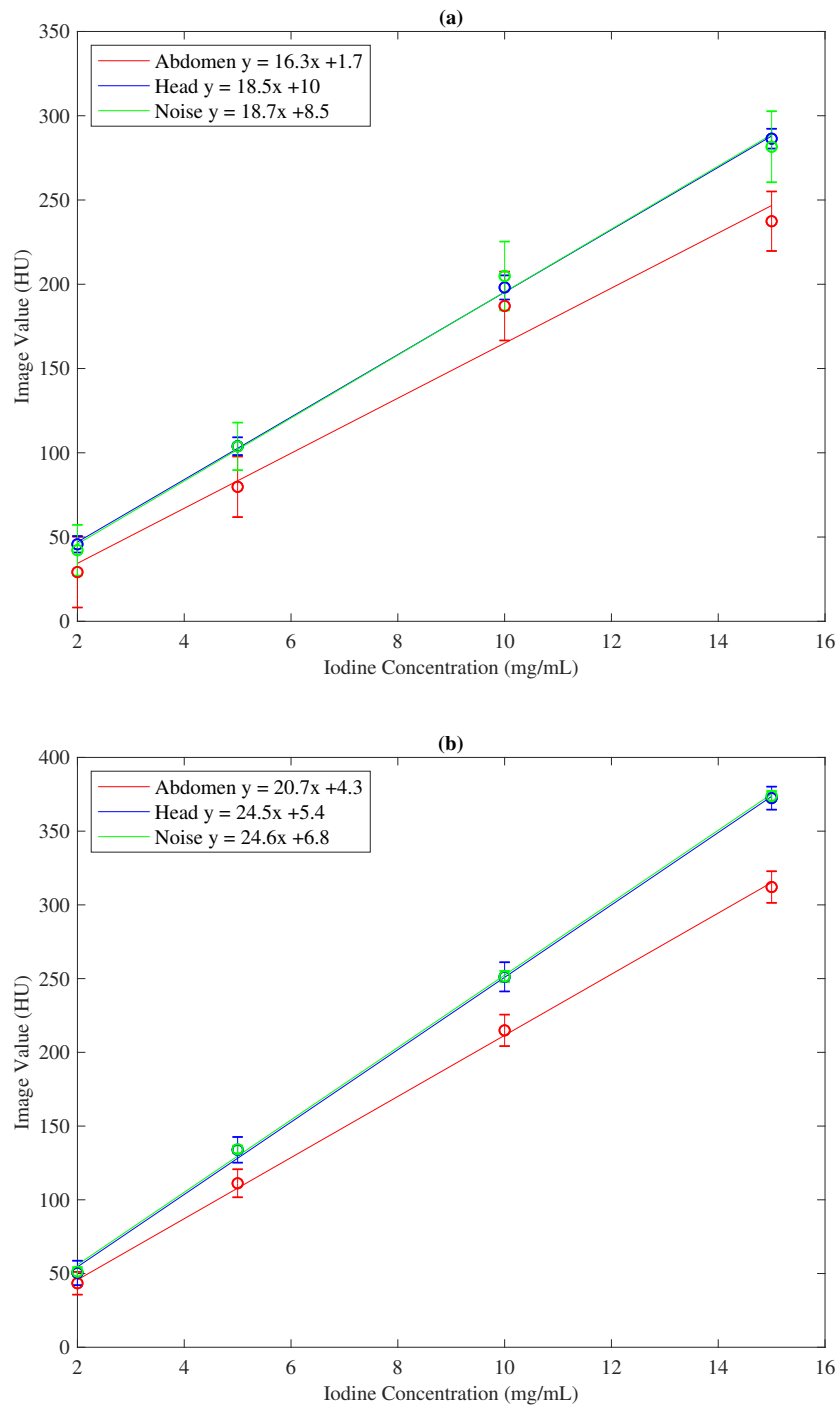 (a)
Abdomen y = 16.3x +1.7
Head y = 18.5x +10
Noise y = 18.7x +8.5
350
300
250
200
150
100
50
0
Image Value (HU)
2 4 6 8 10 12 14 16
Iodine Concentration (mg/mL)
(b)
Abdomen y = 20.7x +4.3
Head y = 24.5x +5.4
Noise y = 24.6x +6.8
400
350
300
250
200
150
100
50
0
Image Value (HU)
2 4 6 8 10 12 14 16
Iodine Concentration (mg/mL)